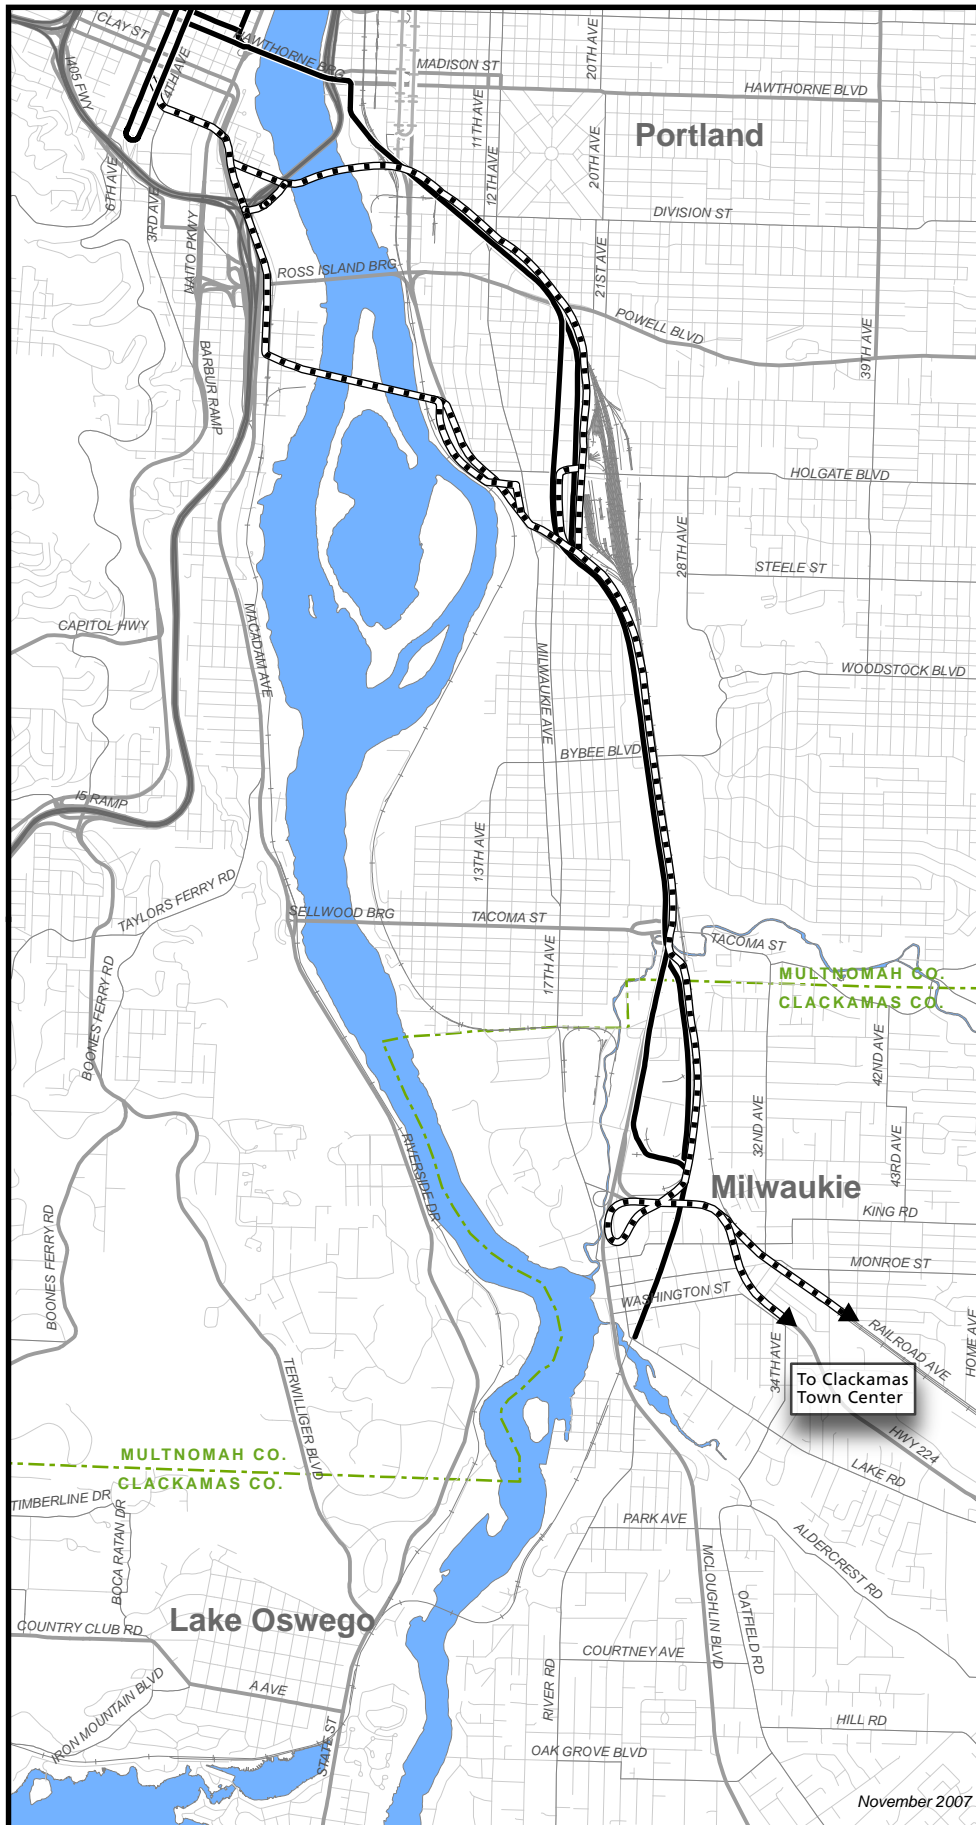 CLAY ST
4TH AVE
I405 FWY
HAWTHORNE BRG
MADISON ST
20TH AVE
39TH AVE
HAWTHORNE BLVD
11TH AVE
12TH AVE
Portland
20TH AVE
6TH AVE
3RD AVE
NAITO PKWY
DIVISION ST
21ST AVE
ROSS ISLAND BRG
POWELL BLVD
39TH AVE
BARBUR RAMP
HOLGATE BLVD
28TH AVE
STEELE ST
CAPITOL HWY
MACADAM AVE
MILWAUKIE AVE
WOODSTOCK BLVD
BYBEE BLVD
I5 RAMP
13TH AVE
TAYLORS FERRY RD
SELLWOOD BRG
TACOMA ST
TACOMA ST
17TH AVE
BOONES FERRY RD
MULTNOMAH CO.
CLACKAMAS CO.
42ND AVE
32ND AVE
43RD AVE
RIVERSIDE DR
Milwaukie
KING RD
BOONES FERRY RD
MONROE ST
WASHINGTON ST
RAILROAD AVE
HOME AVE
34TH AVE
To Clackamas
Town Center
TERWILLIGER BLVD
HWY 224
LAKE RD
MULTNOMAH CO.
CLACKAMAS CO.
TIMBERLINE DR
BOCA RATAN DR
PARK AVE
ALDERCREST RD
MCLOUGHLIN BLVD
OATFIELD RD
Lake Oswego
COUNTRY CLUB RD
COURTNEY AVE
RIVER RD
A AVE
IRON MOUNTAIN BLVD
STATE ST
HILL RD
OAK GROVE BLVD
November 2007